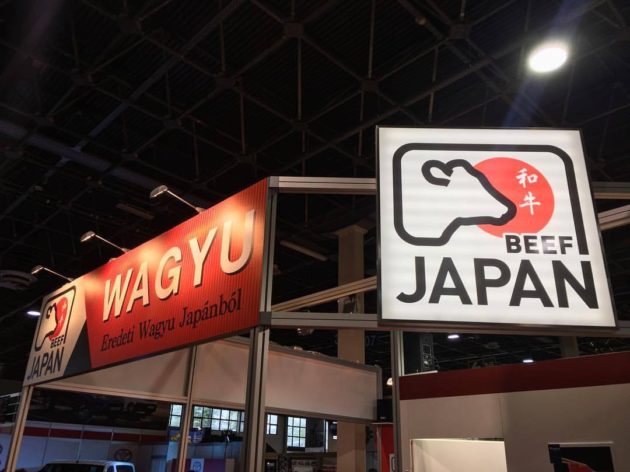 WAGYU
Eredeti Wagyu Japánból
BEEF
JAPAN
和牛
BEEF
JAPAN